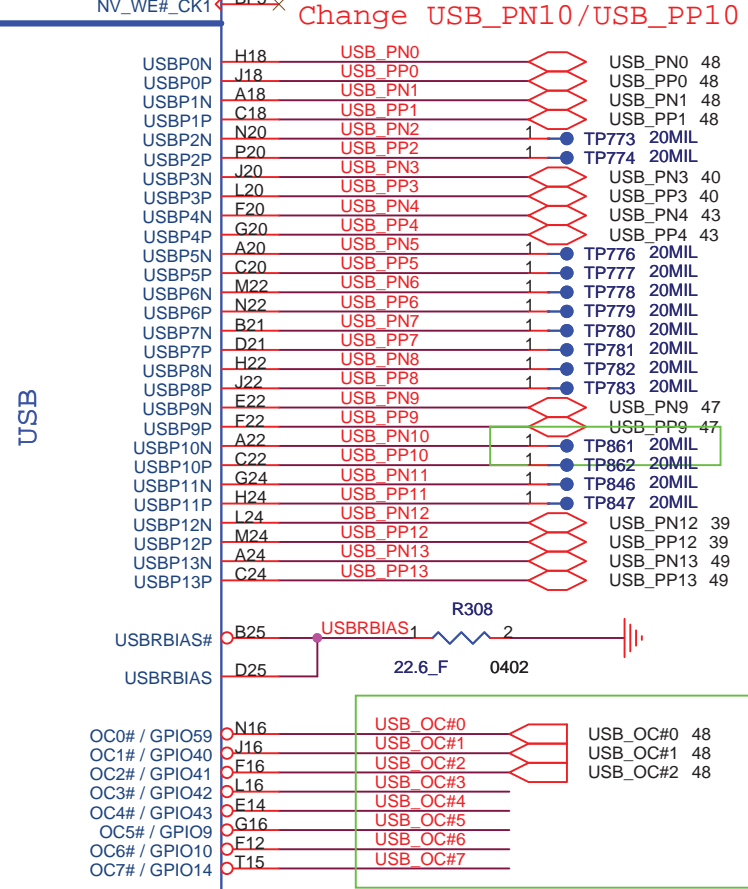 NV_WE#_CK1
Change USB_PN10/USB_PP10
USBP0N H18 USB_PN0 USB_PN0 48
USBP0P J18 USB_PP0 USB_PP0 48
USBP1N A18 USB_PN1 USB_PN1 48
USBP1P C18 USB_PP1 USB_PP1 48
USBP2N N20 USB_PN2 1 TP773 20MIL
USBP2P P20 USB_PP2 1 TP774 20MIL
USBP3N J20 USB_PN3 USB_PN3 40
USBP3P L20 USB_PP3 USB_PP3 40
USBP4N F20 USB_PN4 USB_PN4 43
USBP4P G20 USB_PP4 USB_PP4 43
USBP5N A20 USB_PN5 1 TP776 20MIL
USBP5P C20 USB_PP5 1 TP777 20MIL
USBP6N M22 USB_PN6 1 TP778 20MIL
USBP6P N22 USB_PP6 1 TP779 20MIL
USBP7N B21 USB_PN7 1 TP780 20MIL
USBP7P D21 USB_PP7 1 TP781 20MIL
USBP8N H22 USB_PN8 1 TP782 20MIL
USBP8P J22 USB_PP8 1 TP783 20MIL
USBP9N E22 USB_PN9 USB_PN9 47
USBP9P F22 USB_PP9 USB_PP9 47
USBP10N A22 USB_PN10 1 TP861 20MIL
USBP10P C22 USB_PP10 1 TP862 20MIL
USBP11N G24 USB_PN11 1 TP846 20MIL
USBP11P H24 USB_PP11 1 TP847 20MIL
USBP12N L24 USB_PN12 USB_PN12 39
USBP12P M24 USB_PP12 USB_PP12 39
USBP13N A24 USB_PN13 USB_PN13 49
USBP13P C24 USB_PP13 USB_PP13 49
USB
R308
USBRBIAS# B25 USBRBIAS 1 2
22.6_F 0402
USBRBIAS D25
OC0# / GPIO59 N16 USB_OC#0 USB_OC#0 48
OC1# / GPIO40 J16 USB_OC#1 USB_OC#1 48
OC2# / GPIO41 F16 USB_OC#2 USB_OC#2 48
OC3# / GPIO42 L16 USB_OC#3
OC4# / GPIO43 E14 USB_OC#4
OC5# / GPIO9 G16 USB_OC#5
OC6# / GPIO10 F12 USB_OC#6
OC7# / GPIO14 T15 USB_OC#7